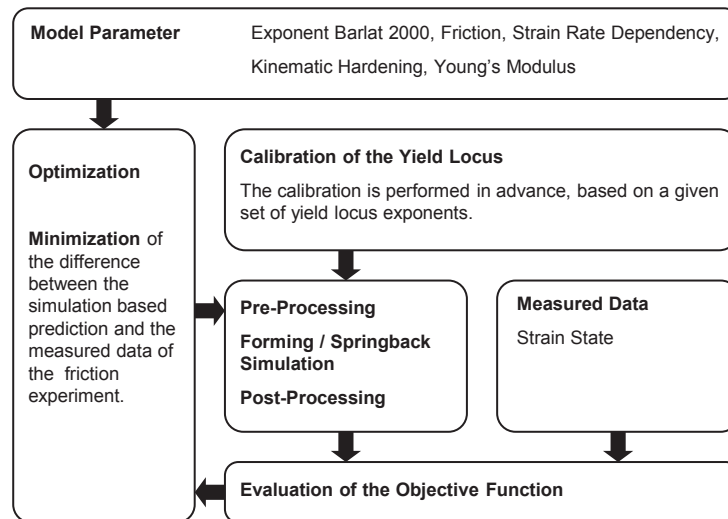 Model Parameter
Exponent Barlat 2000, Friction, Strain Rate Dependency,
Kinematic Hardening, Young's Modulus
Optimization
Minimization of
the difference
between the
simulation based
prediction and the
measured data of
the friction
experiment.
Calibration of the Yield Locus
The calibration is performed in advance, based on a given
set of yield locus exponents.
Pre-Processing
Forming / Springback
Simulation
Post-Processing
Measured Data
Strain State
Evaluation of the Objective Function